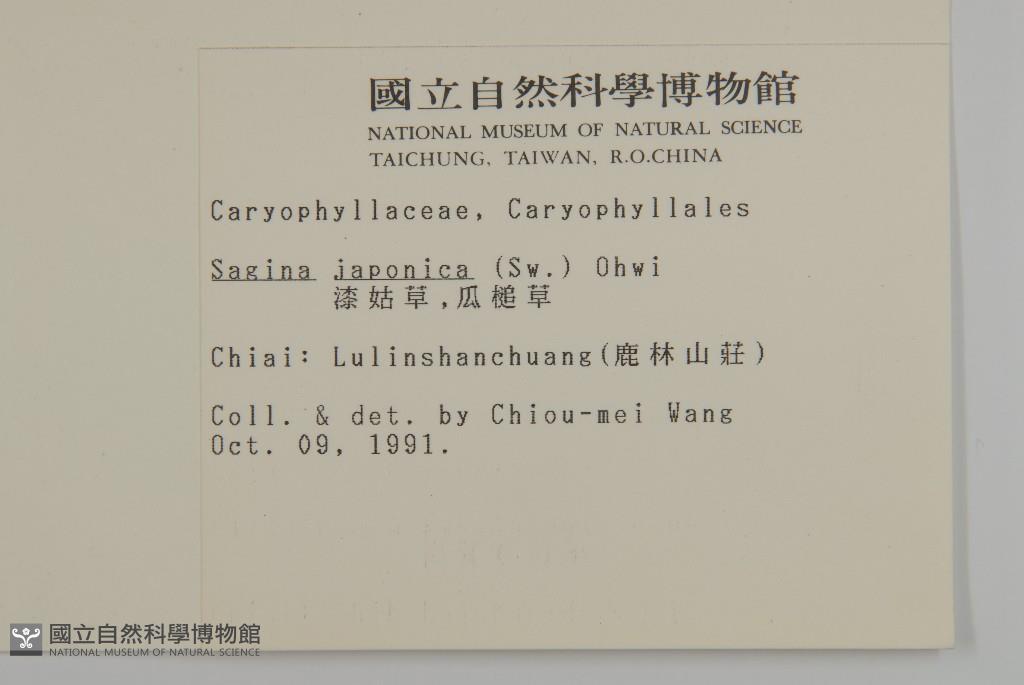 國立自然科學博物館
NATIONAL MUSEUM OF NATURAL SCIENCE
TAICHUNG, TAIWAN, R.O.CHINA
Caryophyllaceae, Caryophyllales
Sagina japonica (Sw.) Ohwi
漆姑草,瓜槌草
Chiai: Lulinshanchuang(鹿林山莊)
Coll. & det. by Chiou-mei Wang
Oct. 09, 1991.
國立自然科學博物館
NATIONAL MUSEUM OF NATURAL SCIENCE